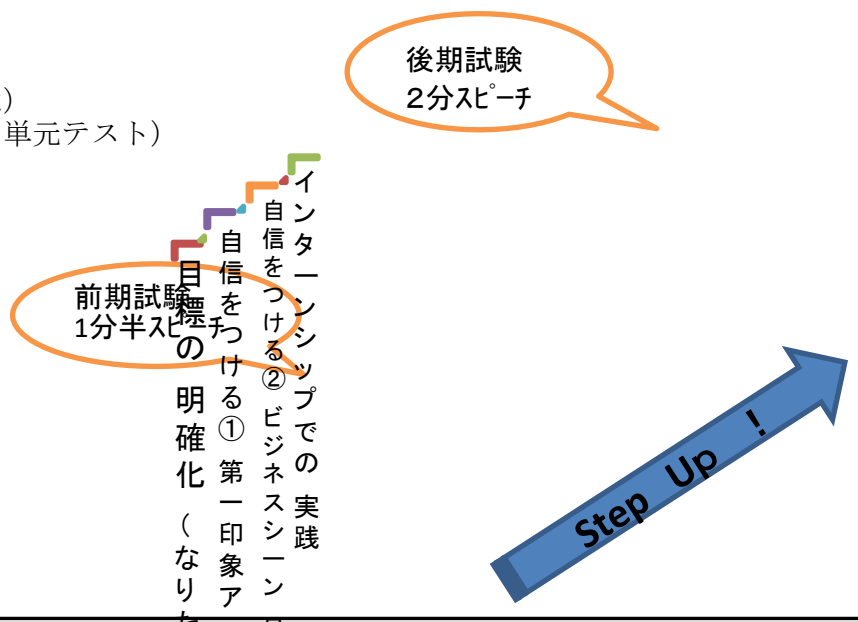 後期試験
２分スピーチ
）
単元テスト）
前期試験
1分半スピーチ
目標の 明確化 （なり
自信をつける① 第一印象ア
自信をつける② ビジネスシーン
インターンシップでの 実践
Step Up ！